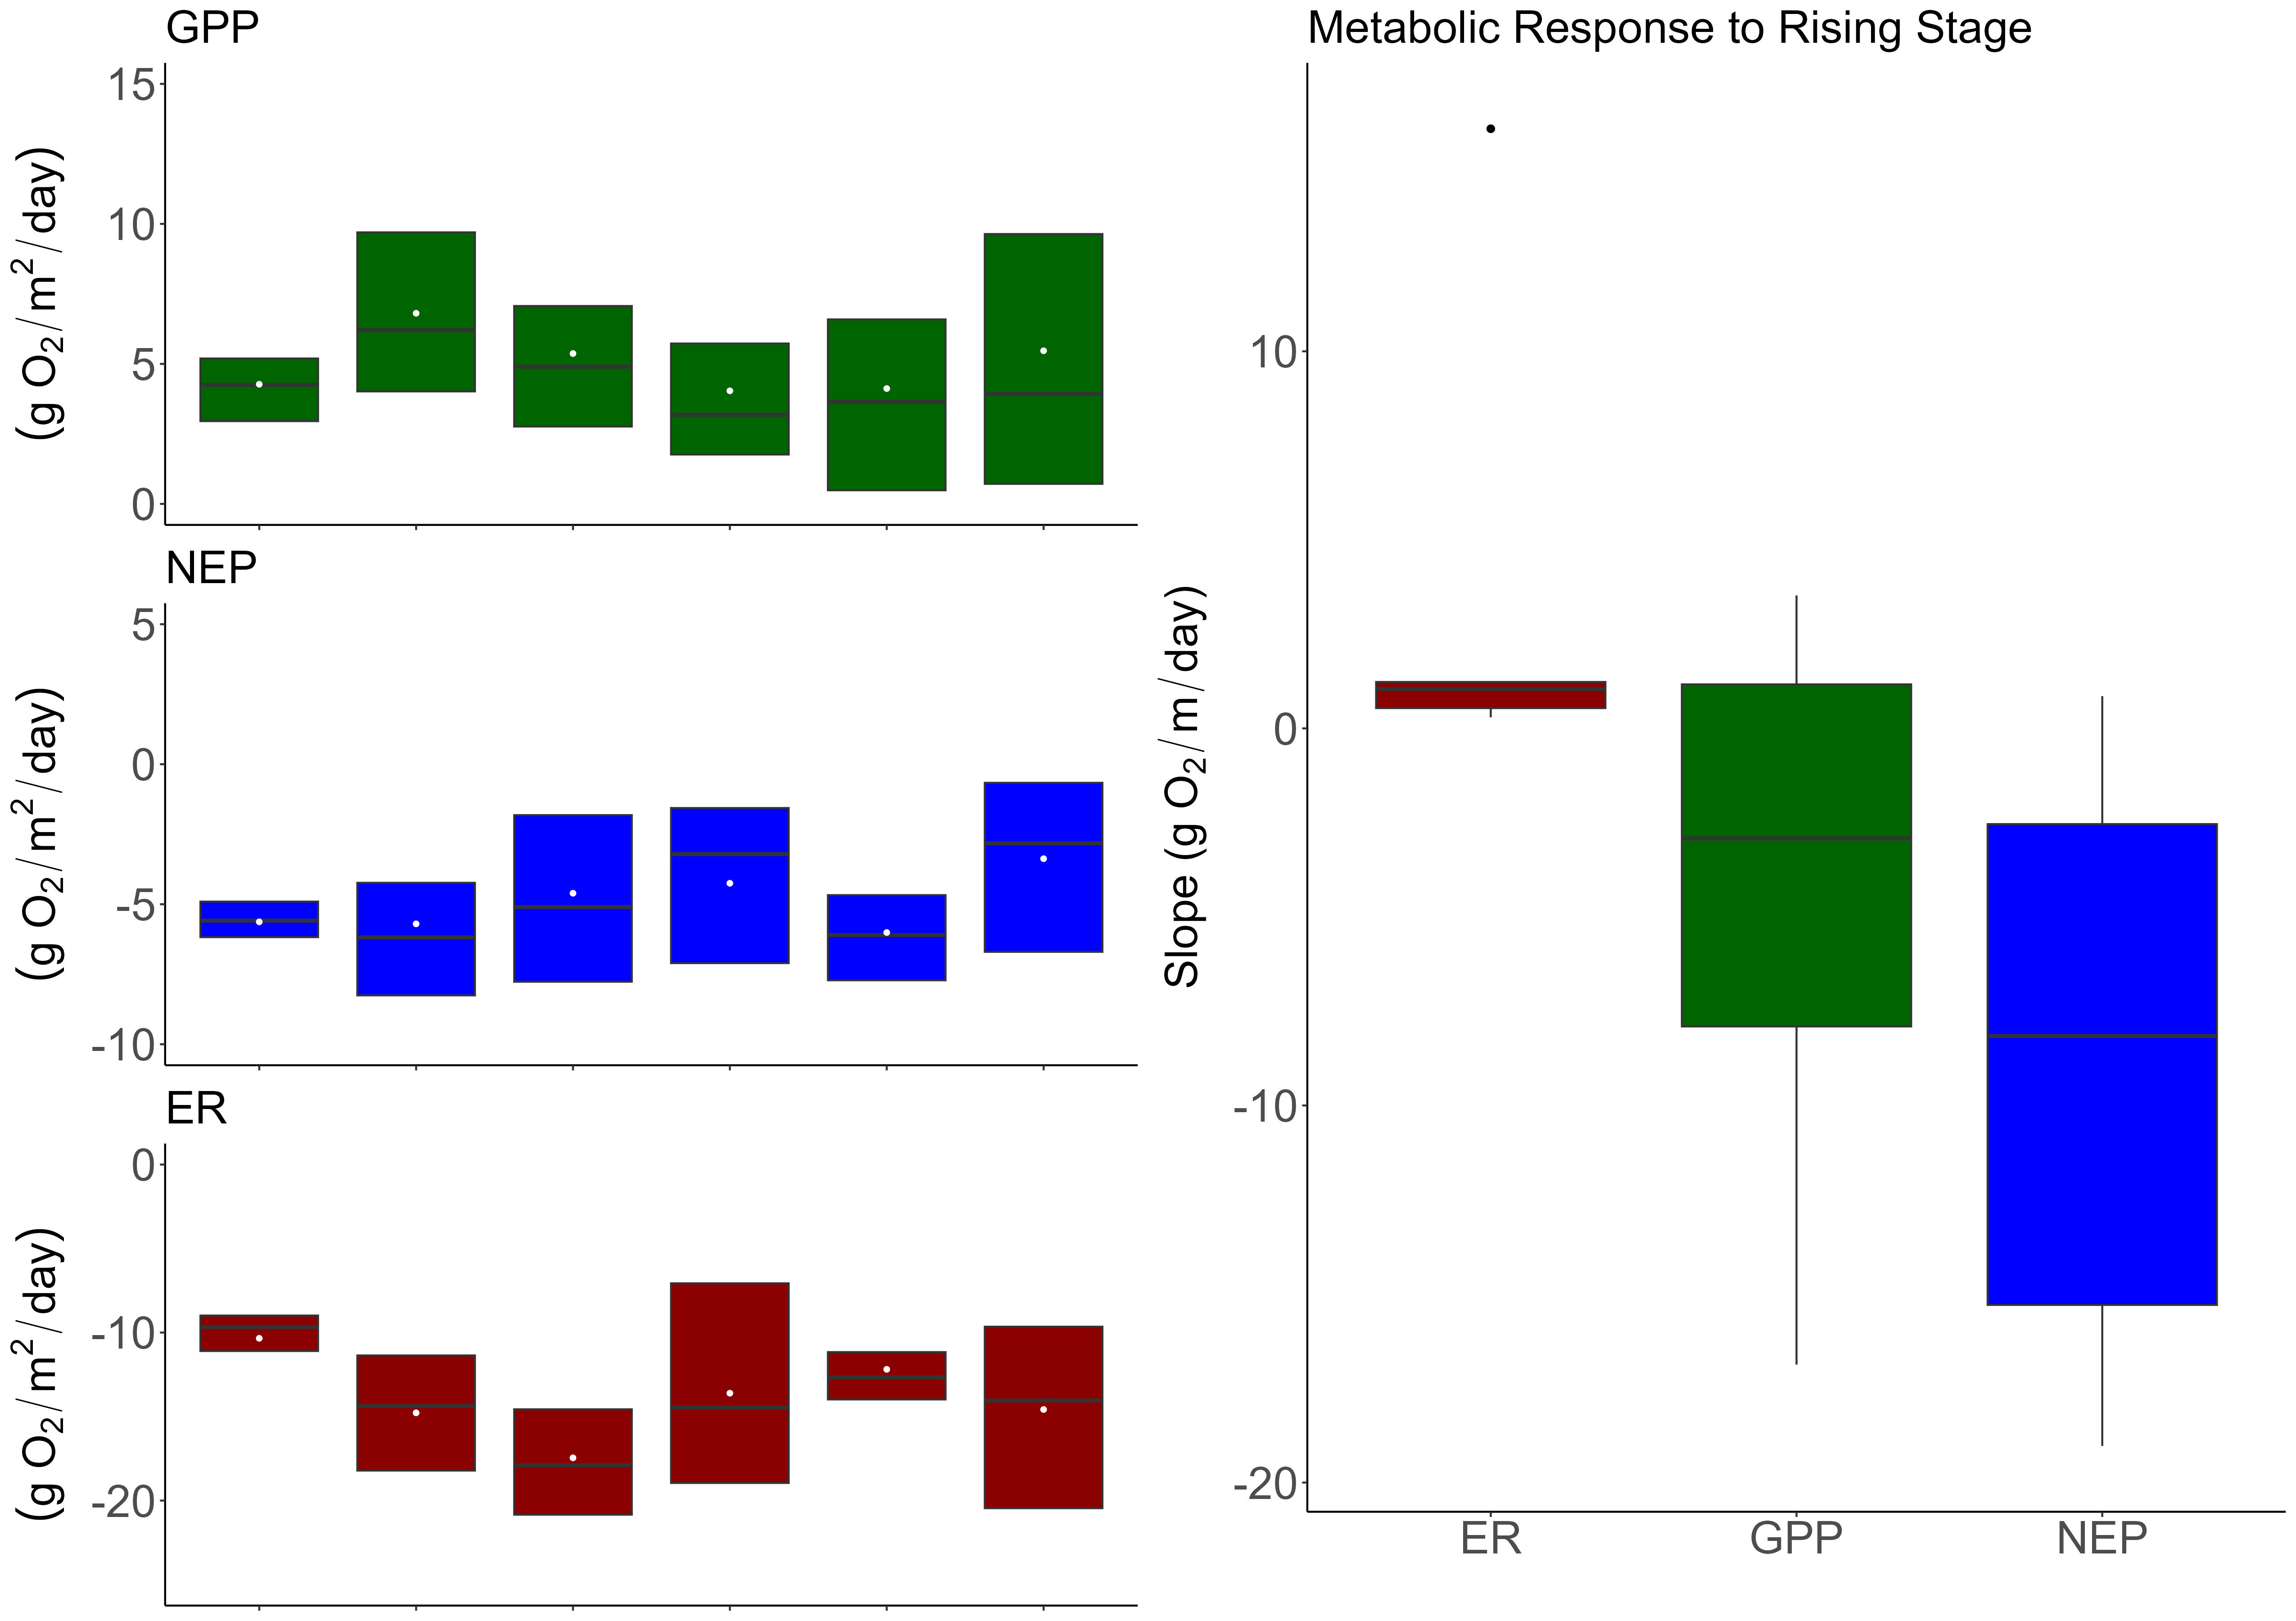 GPP
15
10
5
0
(g O₂/ m²/ day)
NEP
5
0
-5
-10
(g O₂/ m²/ day)
ER
0
-10
-20
(g O₂/ m²/ day)
Metabolic Response to Rising Stage
10
0
-10
-20
Slope (g O₂/ m / day)
ER GPP NEP